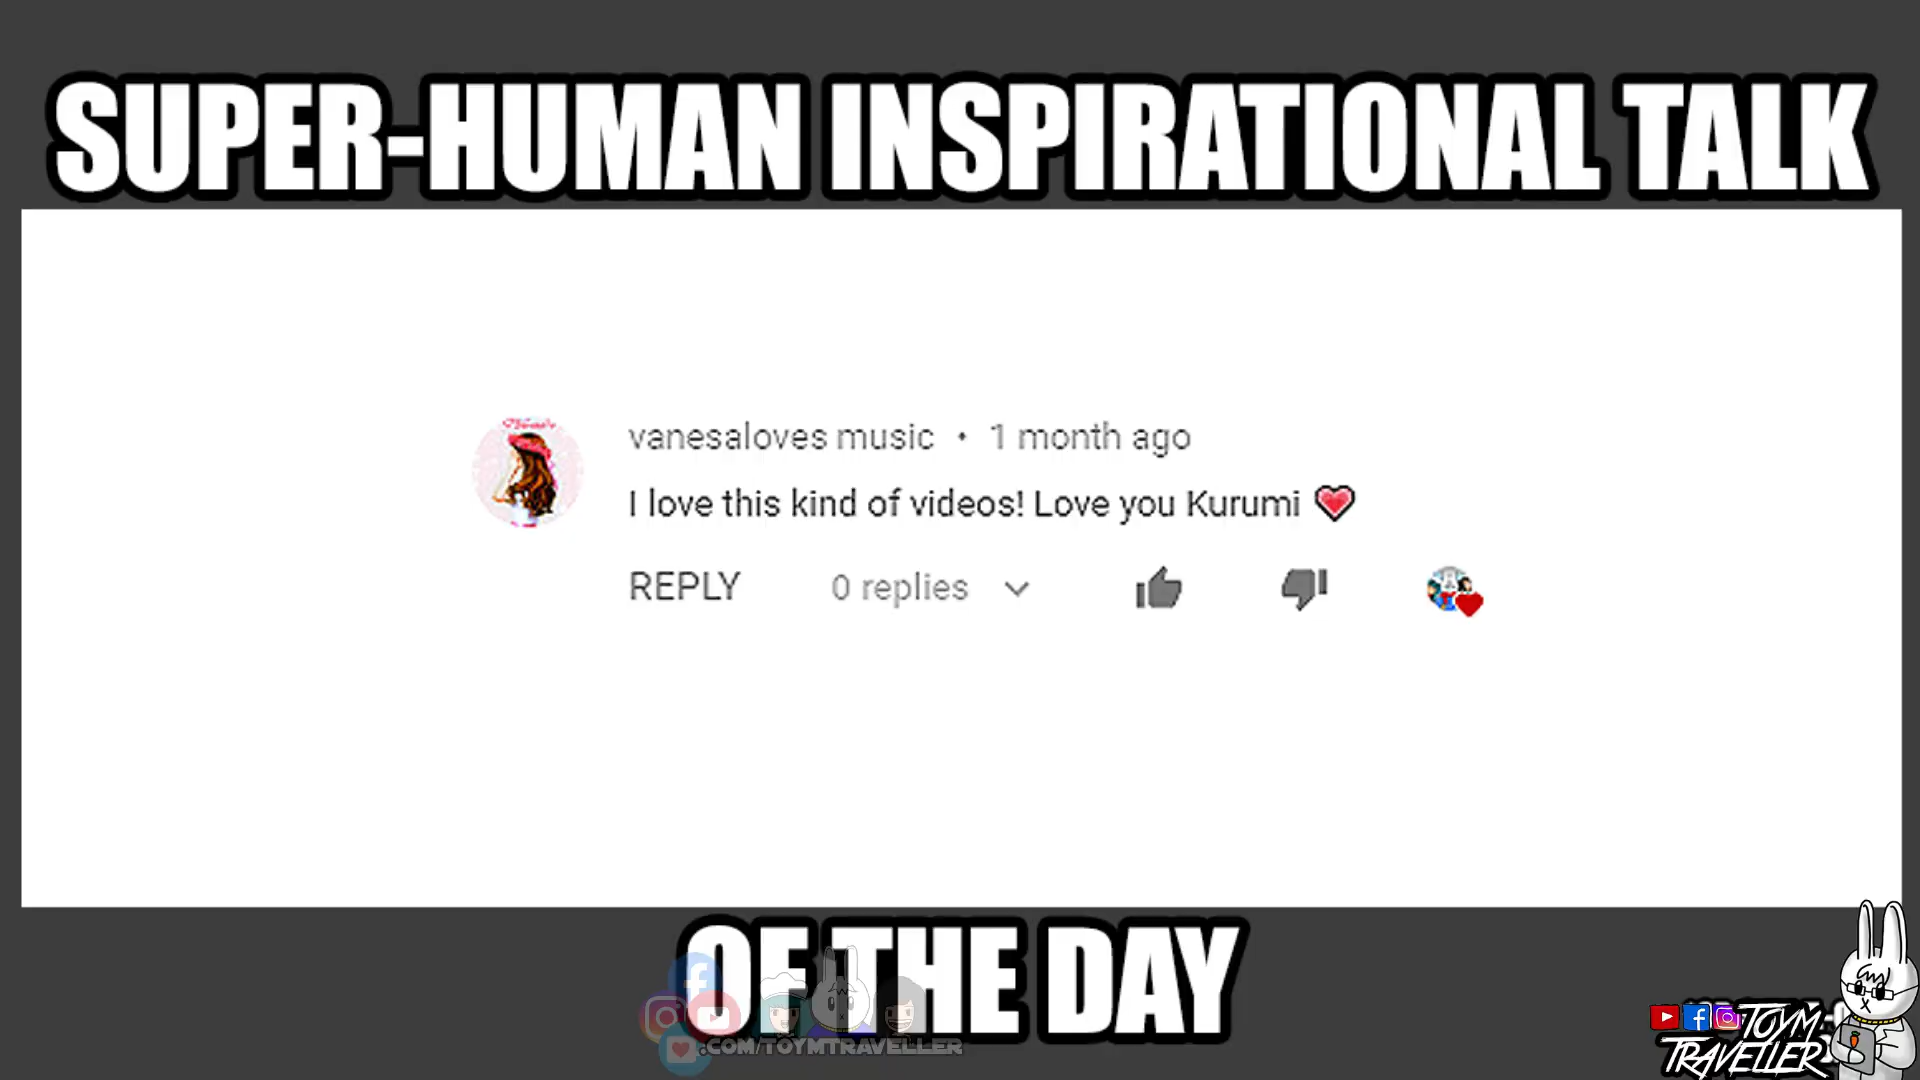 SUPER-HUMAN INSPIRATIONAL TALK
vanesaloves music • 1 month ago
I love this kind of videos! Love you Kurumi 💗
REPLY 0 replies
OF THE DAY
.COM/TOYMTRAVELLER
TOYM
TRAVELLER